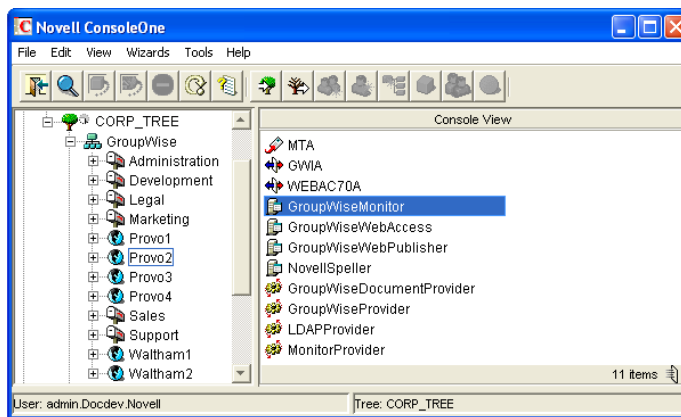 Novell ConsoleOne
File Edit View Wizards Tools Help
CORP_TREE
GroupWise
Administration
Development
Legal
Marketing
Provo1
Provo2
Provo3
Provo4
Sales
Support
Waltham1
Waltham2
Console View
MTA
GWIA
WEBAC70A
GroupWiseMonitor
GroupWiseWebAccess
GroupWiseWebPublisher
NovellSpeller
GroupWiseDocumentProvider
GroupWiseProvider
LDAPProvider
MonitorProvider
11 items
User: admin.Docdev.Novell
Tree: CORP_TREE